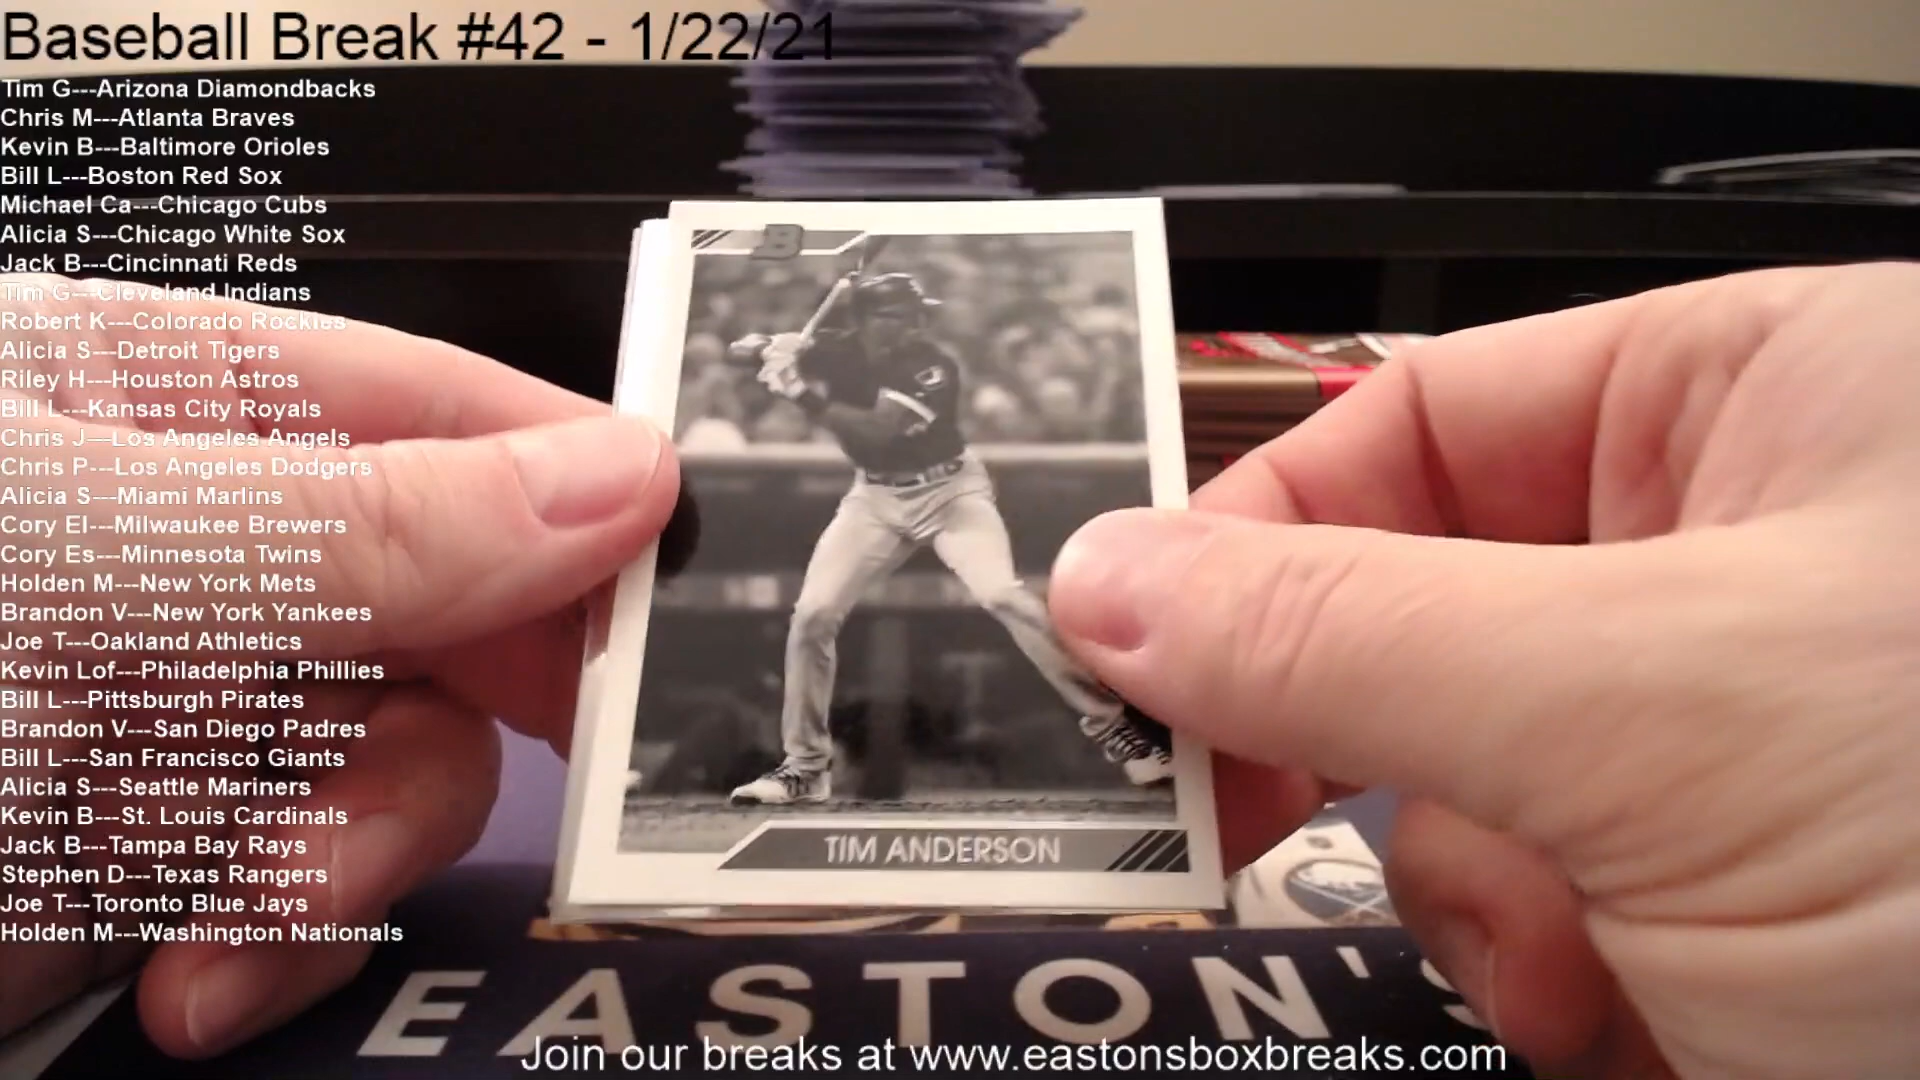 Baseball Break #42 - 1/22/21
Tim G---Arizona Diamondbacks
Chris M---Atlanta Braves
Kevin B---Baltimore Orioles
Bill L---Boston Red Sox
Michael Ca---Chicago Cubs
Alicia S---Chicago White Sox
Jack B---Cincinnati Reds
Tim G---Cleveland Indians
Robert K---Colorado Rockies
Alicia S---Detroit Tigers
Riley H---Houston Astros
Bill L---Kansas City Royals
Chris J---Los Angeles Angels
Chris P---Los Angeles Dodgers
Alicia S---Miami Marlins
Cory El---Milwaukee Brewers
Cory Es---Minnesota Twins
Holden M---New York Mets
Brandon V---New York Yankees
Joe T---Oakland Athletics
Kevin Lof---Philadelphia Phillies
Bill L---Pittsburgh Pirates
Brandon V---San Diego Padres
Bill L---San Francisco Giants
Alicia S---Seattle Mariners
Kevin B---St. Louis Cardinals
Jack B---Tampa Bay Rays
Stephen D---Texas Rangers
Joe T---Toronto Blue Jays
Holden M---Washington Nationals
B
TIM ANDERSON
EASTON'S
Join our breaks at www.eastonsboxbreaks.com